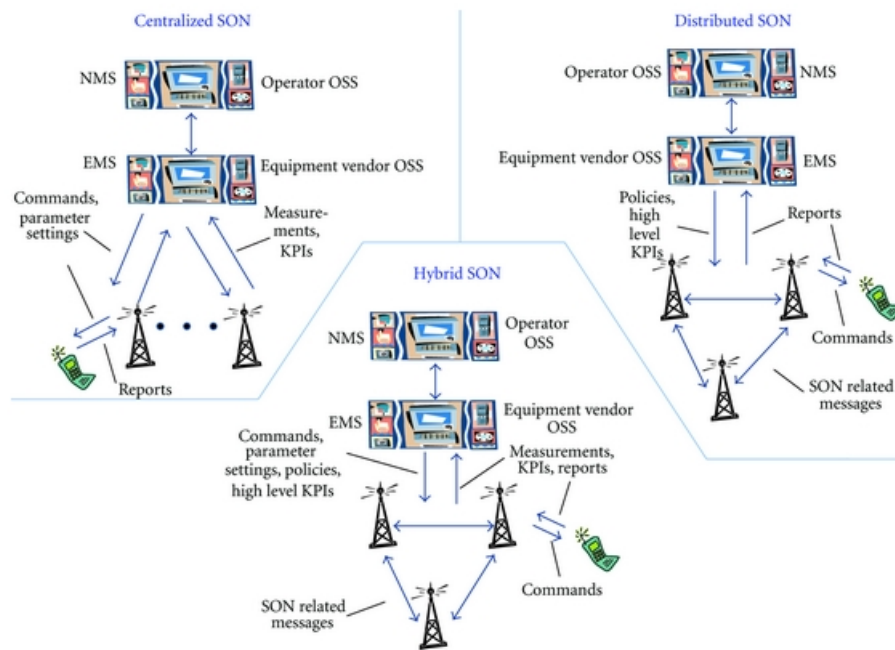 Centralized SON
NMS
Operator OSS
EMS
Equipment vendor OSS
Commands,
parameter
settings
Measure-
ments,
KPIs
Reports
Distributed SON
Operator OSS
NMS
Equipment vendor OSS
EMS
Policies,
high
level
KPIs
Reports
Commands
SON related
messages
Hybrid SON
NMS
Operator
OSS
EMS
Equipment vendor
OSS
Commands,
parameter
settings, policies,
high level KPIs
Measurements,
KPIs, reports
Commands
SON related
messages